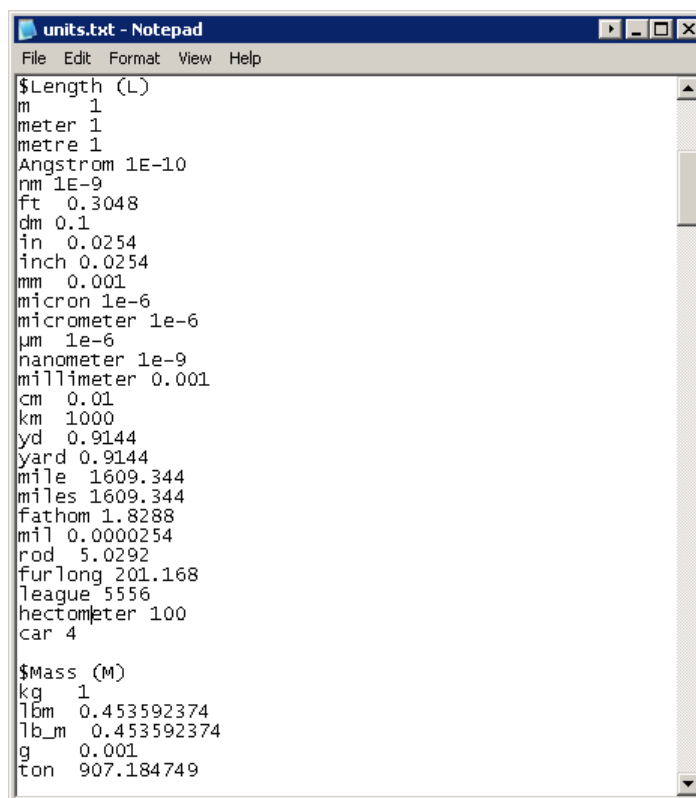 units.txt - Notepad
File Edit Format View Help
$Length (L)
m 1
meter 1
metre 1
Angstrom 1E-10
nm 1E-9
ft 0.3048
dm 0.1
in 0.0254
inch 0.0254
mm 0.001
micron 1e-6
micrometer 1e-6
µm 1e-6
nanometer 1e-9
millimeter 0.001
cm 0.01
km 1000
yd 0.9144
yard 0.9144
mile 1609.344
miles 1609.344
fathom 1.8288
mil 0.0000254
rod 5.0292
furlong 201.168
league 5556
hectometer 100
car 4
$Mass (M)
kg 1
lbm 0.453592374
lb_m 0.453592374
g 0.001
ton 907.184749